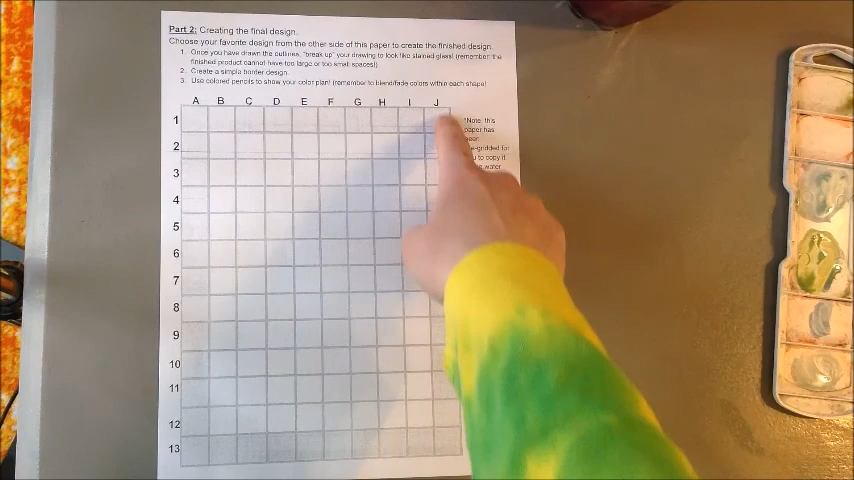 Part 2: Creating the final design.
Choose your favorite design from the other side of this paper to create the finished design.
1. Once you have drawn the outlines, "break up" your drawing to look like stained glass! (remember: the
finished product cannot have too large or too small spaces!)
2. Create a simple border design.
3. Use colored pencils to show your color plan! (remember to blend/fade colors within each shape!
A B C D E F G H I J
1
*Note: this
paper has
2
-gridded for
to copy it
3
water
4
5
6
7
8
9
10
11
12
13